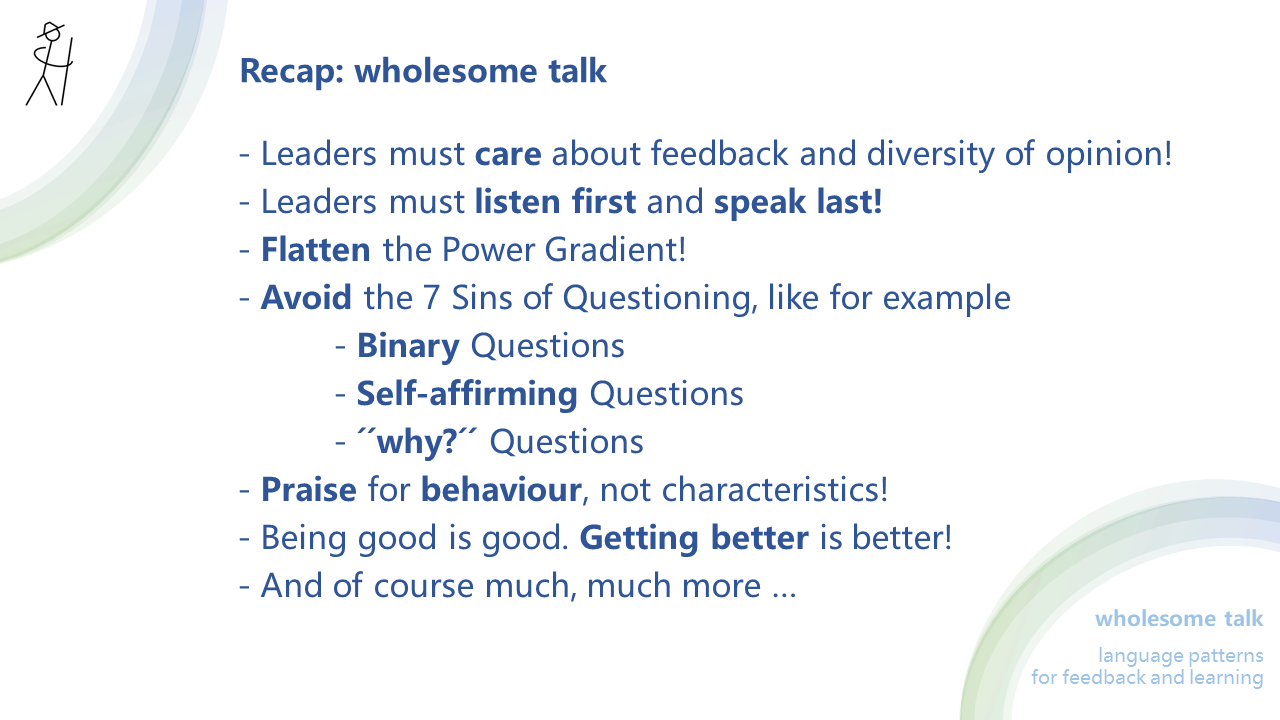 Recap: wholesome talk
- Leaders must care about feedback and diversity of opinion!
- Leaders must listen first and speak last!
- Flatten the Power Gradient!
- Avoid the 7 Sins of Questioning, like for example
- Binary Questions
- Self-affirming Questions
- ´´why?´´ Questions
- Praise for behaviour, not characteristics!
- Being good is good. Getting better is better!
- And of course much, much more …
wholesome talk
language patterns
for feedback and learning